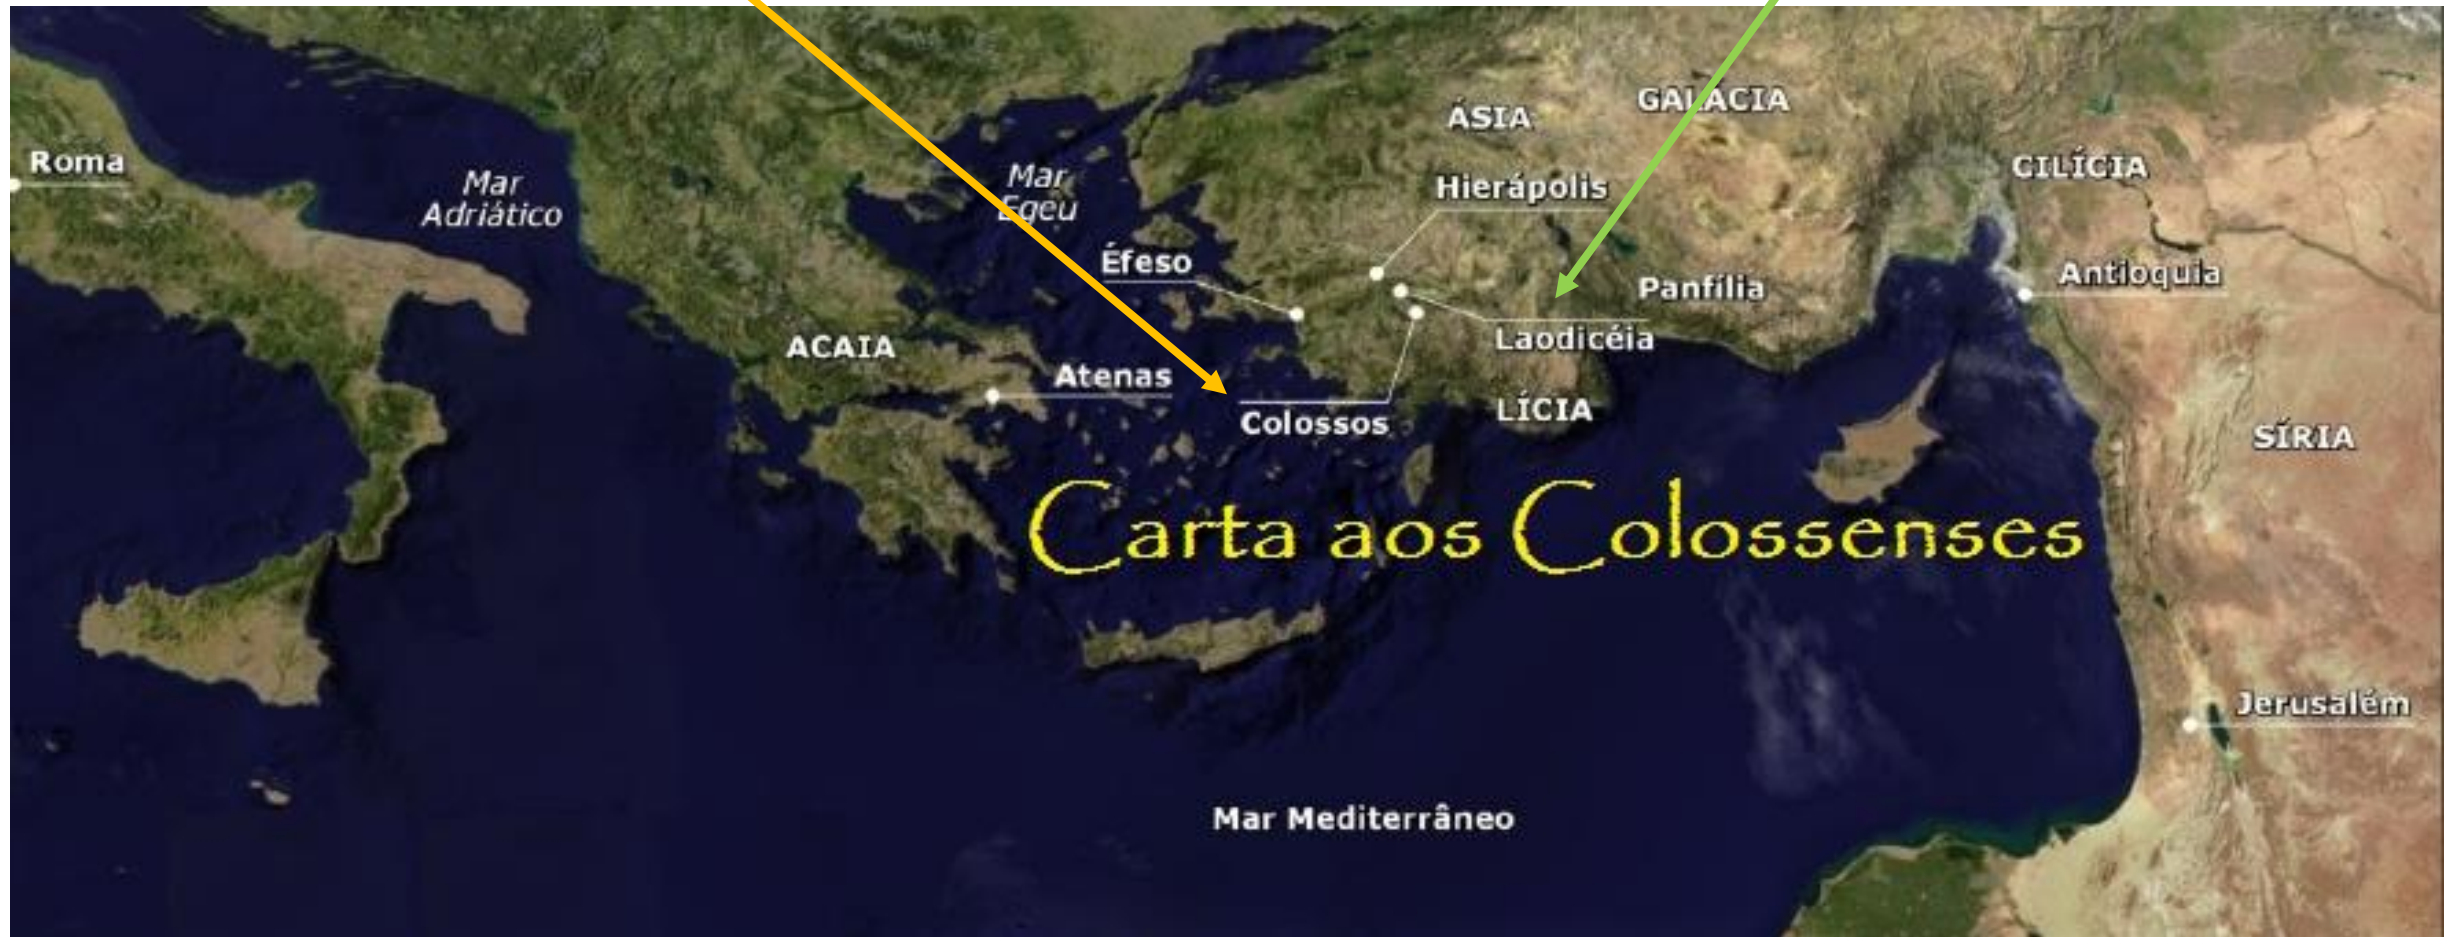 ÁSIA
GALÁCIA
Roma
CILÍCIA
Mar
Adriático
Mar
Egeu
Hierápolis
Éfeso
Panfília
Antioquia
ACAIA
Laodicéia
Atenas
Colossos
LÍCIA
SÍRIA
Carta aos Colossenses
Jerusalém
Mar Mediterrâneo